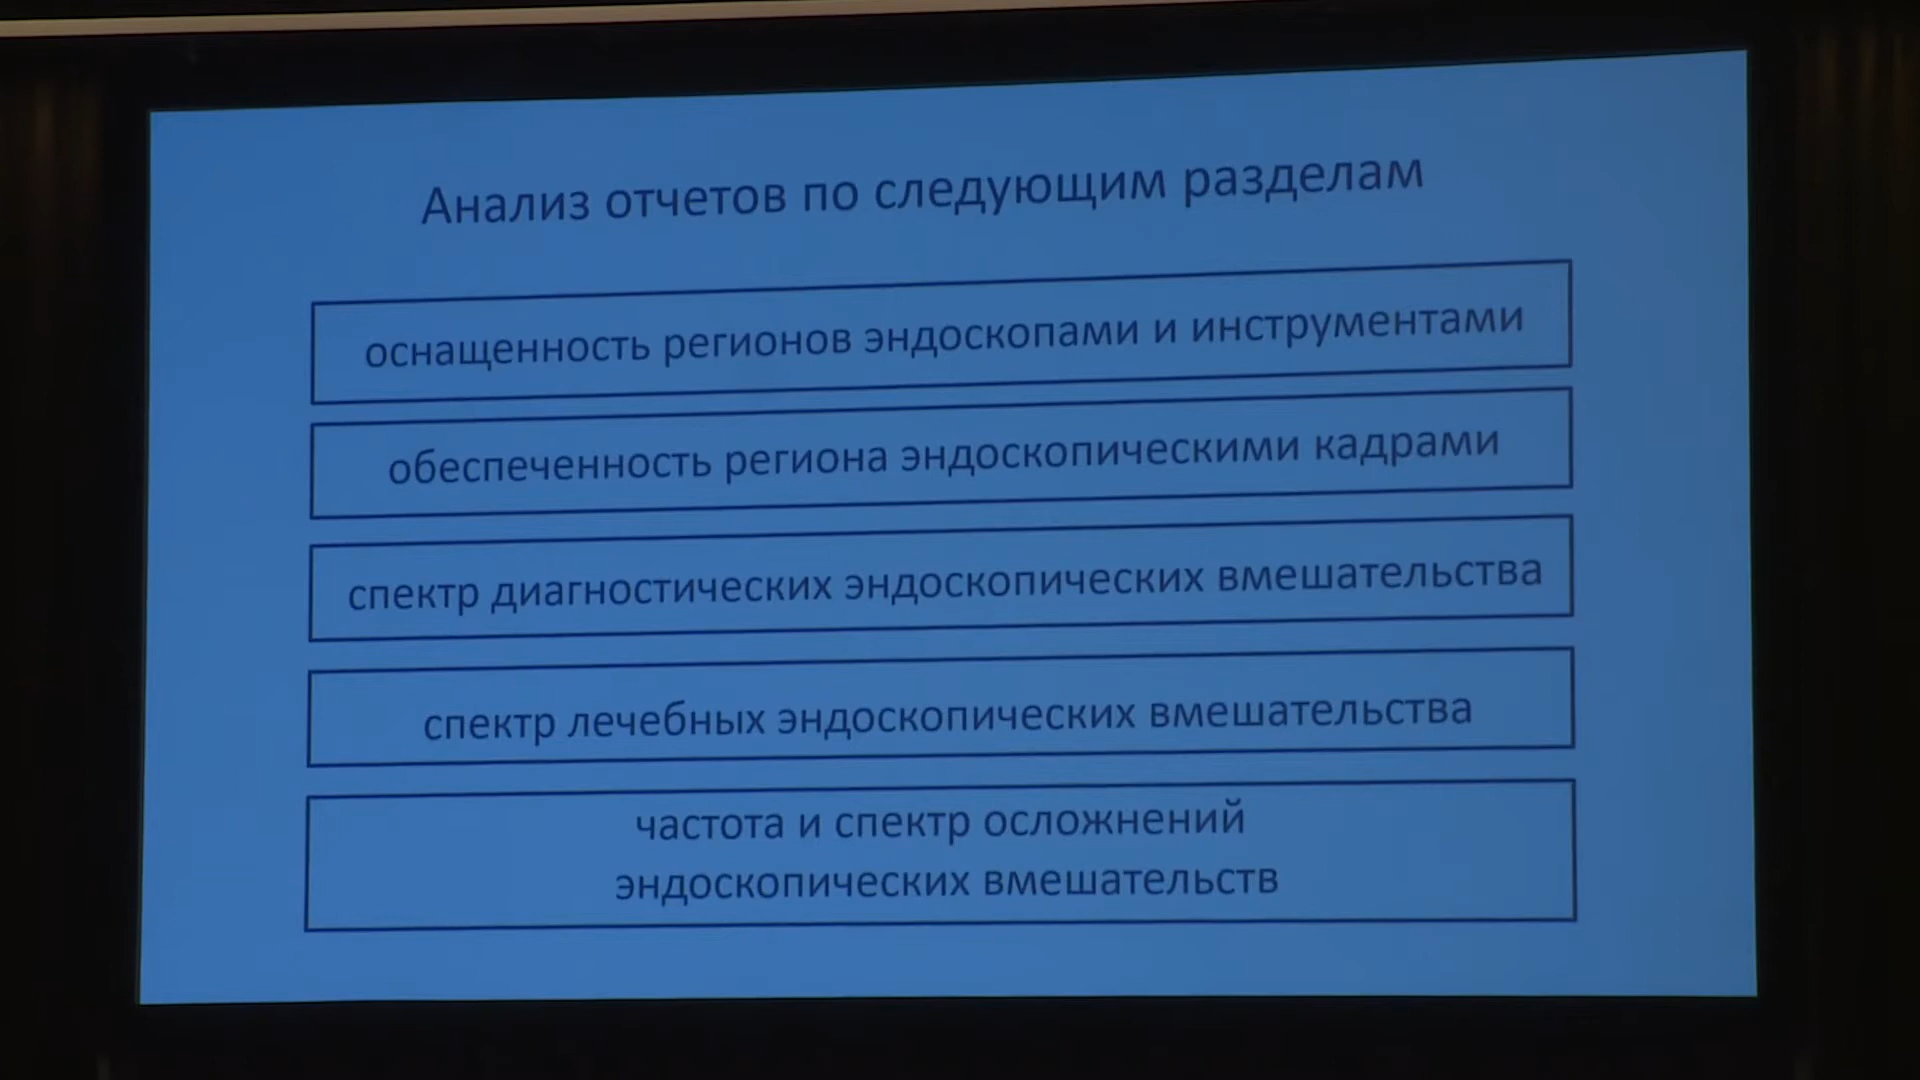 Анализ отчетов по следующим разделам
оснащенность регионов эндоскопами и инструментами
обеспеченность региона эндоскопическими кадрами
спектр диагностических эндоскопических вмешательства
спектр лечебных эндоскопических вмешательства
частота и спектр осложнений
эндоскопических вмешательств